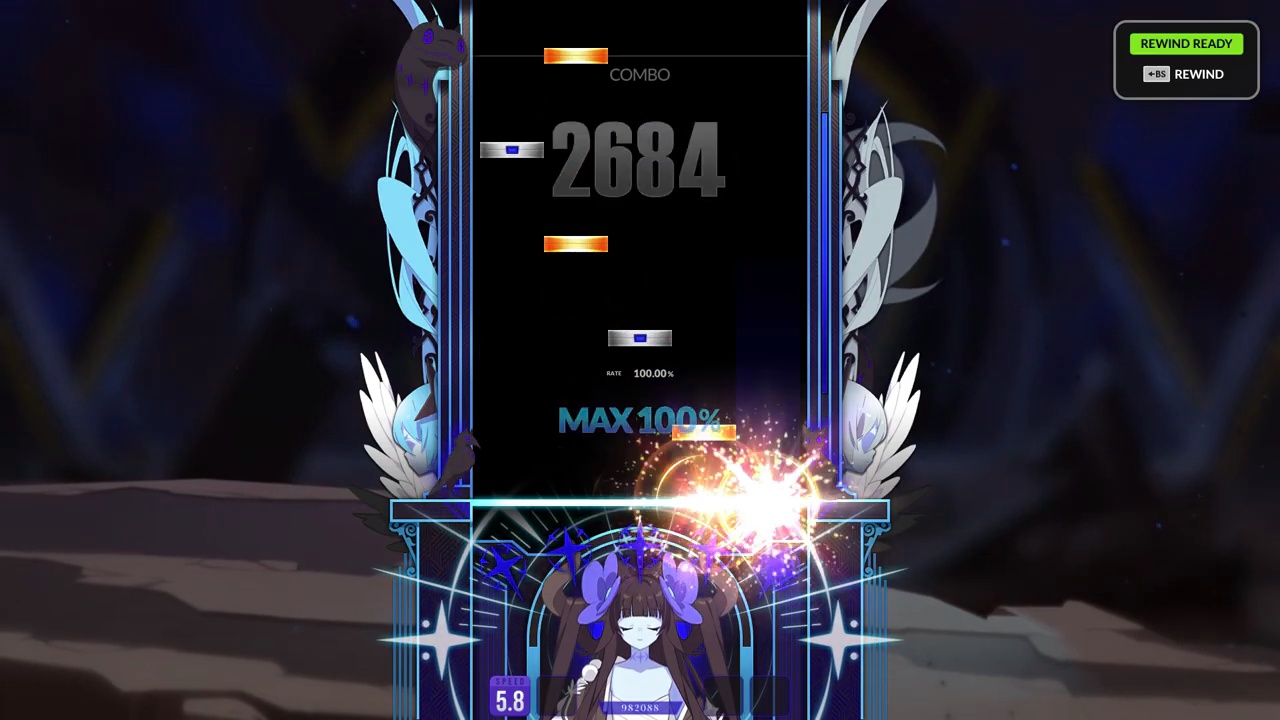 REWIND READY
←BS REWIND
COMBO
2684
RATE 100.00%
MAX 100%
SPEED
5.8
982088